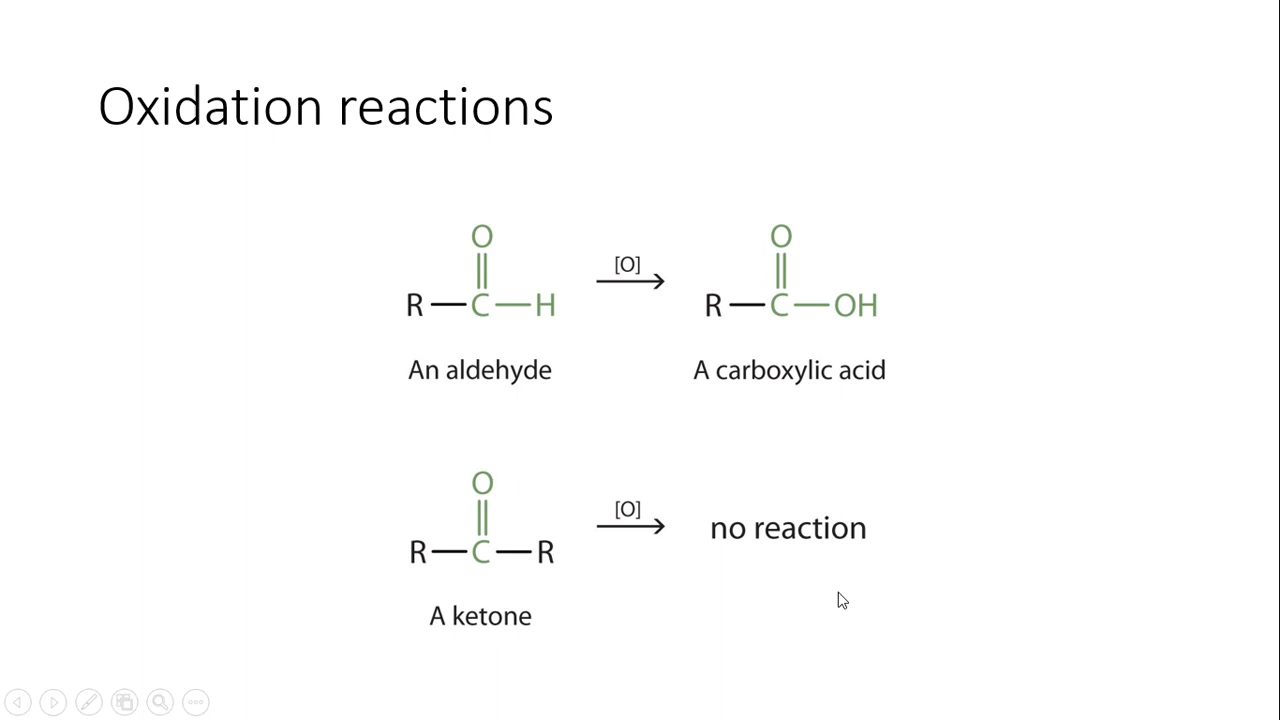 Oxidation reactions
O
[O]
O
R—C—H
R—C—OH
An aldehyde
A carboxylic acid
O
[O]
no reaction
R—C—R
A ketone